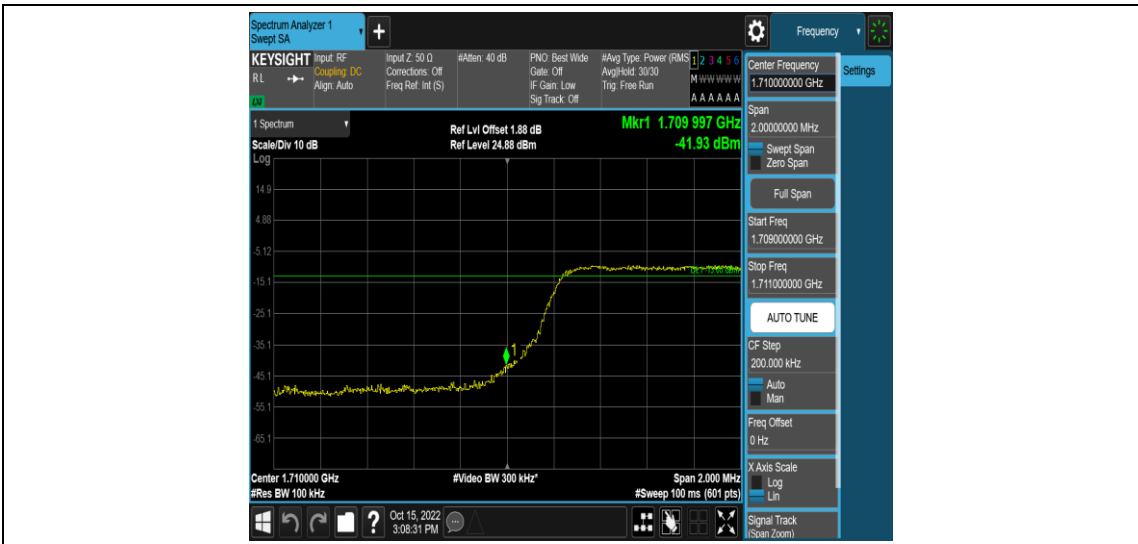 Spectrum Analyzer 1
Swept SA
Frequency
KEYSIGHT
RL
LXI
Input: RF
Coupling: DC
Align: Auto
Input Z: 50 Ω
Corrections: Off
Freq Ref: Int (S)
#Atten: 40 dB
PNO: Best Wide
Gate: Off
IF Gain: Low
Sig Track: Off
#Avg Type: Power (RMS
Avg|Hold: 30/30
Trig: Free Run
1 2 3 4 5 6
M W W W W W
A A A A A A
1 Spectrum
Scale/Div 10 dB
Log
Ref Lvl Offset 1.88 dB
Ref Level 24.88 dBm
Mkr1 1.709 997 GHz
-41.93 dBm
14.9
4.88
-5.12
-15.1
-25.1
-35.1
-45.1
-55.1
-65.1
1
Center 1.71000 GHz
#Res BW 100 kHz
#Video BW 300 kHz*
Span 2.000 MHz
#Sweep 100 ms (601 pts)
Oct 15, 2022
3:08:31 PM
Center Frequency
1.710000000 GHz
Settings
Span
2.00000000 MHz
Swept Span
Zero Span
Full Span
Start Freq
1.709000000 GHz
Stop Freq
1.711000000 GHz
AUTO TUNE
CF Step
200.000 kHz
Auto
Man
Freq Offset
0 Hz
X Axis Scale
Log
Lin
Signal Track
(Span Zoom)